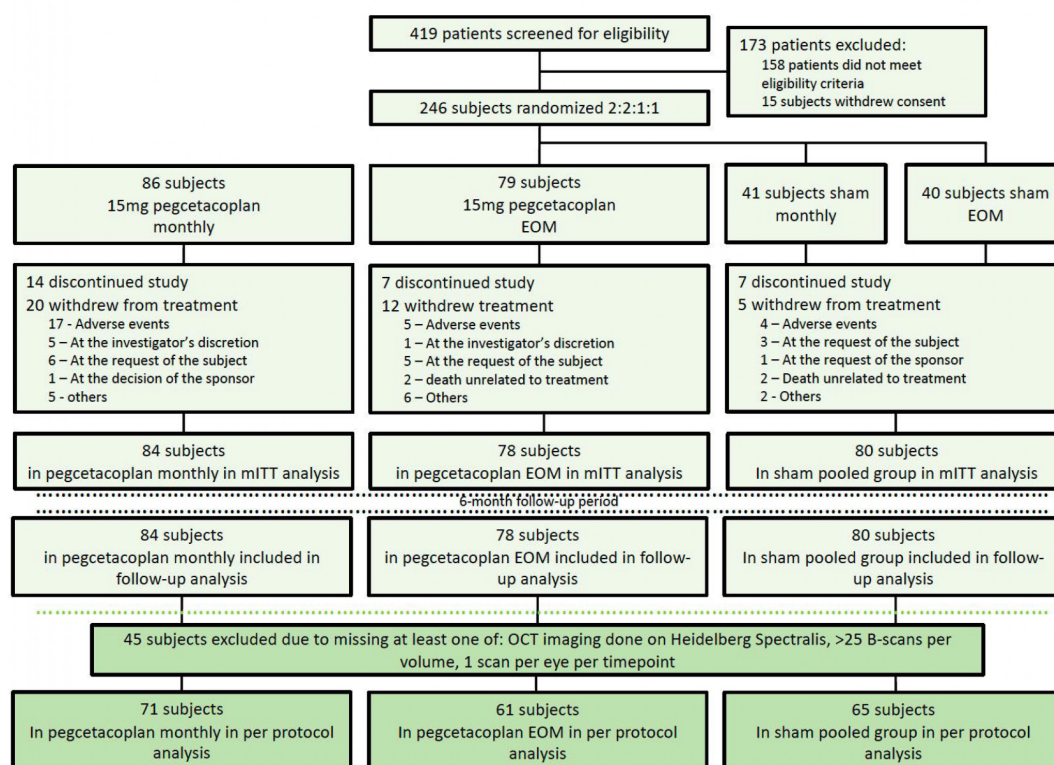 419 patients screened for eligibility
173 patients excluded:
158 patients did not meet
eligibility criteria
15 subjects withdrew consent
246 subjects randomized 2:2:1:1
86 subjects
15mg pegcetacoplan
monthly
79 subjects
15mg pegcetacoplan
EOM
41 subjects sham
monthly
40 subjects sham
EOM
14 discontinued study
20 withdrew from treatment
17 - Adverse events
5 – At the investigator's discretion
6 – At the request of the subject
1 – At the decision of the sponsor
5 - others
7 discontinued study
12 withdrew treatment
5 – Adverse events
1 – At the investigator's discretion
5 – At the request of the subject
2 – death unrelated to treatment
6 – Others
7 discontinued study
5 withdrew from treatment
4 – Adverse events
3 – At the request of the subject
1 – At the request of the sponsor
2 – Death unrelated to treatment
2 - Others
84 subjects
in pegcetacoplan monthly in mITT analysis
78 subjects
in pegcetacoplan EOM in mITT analysis
80 subjects
In sham pooled group in mITT analysis
6-month follow-up period
84 subjects
in pegcetacoplan monthly included in
follow-up analysis
78 subjects
in pegcetacoplan EOM included in follow-
up analysis
80 subjects
In sham pooled group included in follow-
up analysis
45 subjects excluded due to missing at least one of: OCT imaging done on Heidelberg Spectralis, >25 B-scans per
volume, 1 scan per eye per timepoint
71 subjects
In pegcetacoplan monthly in per protocol
analysis
61 subjects
In pegcetacoplan EOM in per protocol
analysis
65 subjects
In sham pooled group in per protocol
analysis